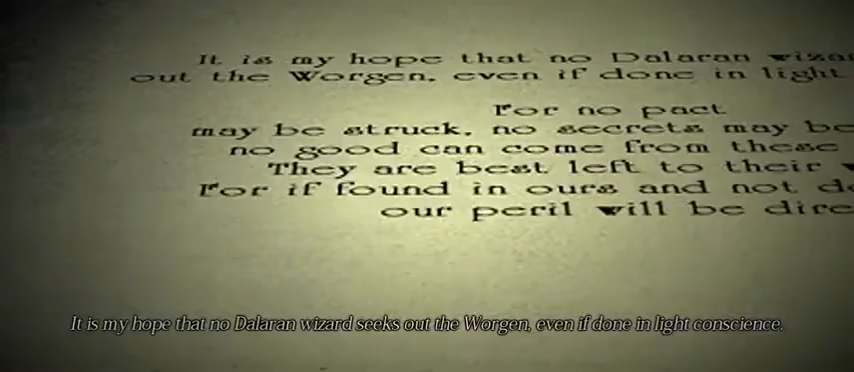 It is my hope that no Dalaran
out the Worgen, even if done in light
For no pact
may be struck, no secrets may be
no good can come from these
They are best left to their
For if found in ours and not
our peril will be
It is my hope that no Dalaran wizard seeks out the Worgen, even if done in light conscience.